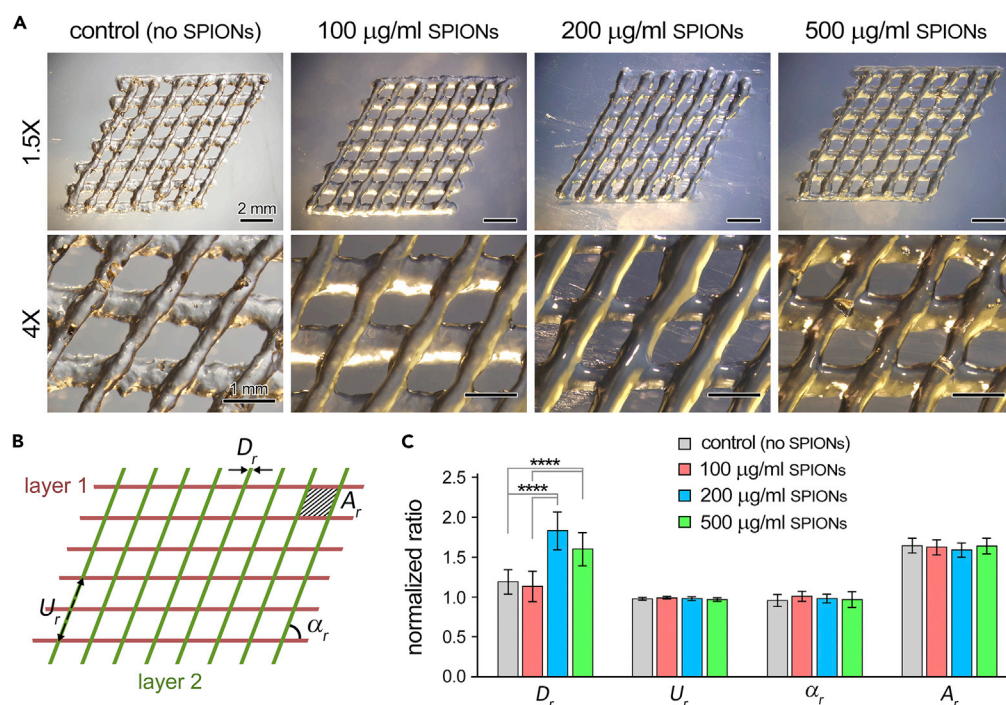 A
control (no SPIONs)
100 µg/ml SPIONs
200 µg/ml SPIONs
500 µg/ml SPIONs
1.5X
2 mm
4X
1 mm
B
D_r
layer 1
A_r
U_r
α_r
layer 2
C
control (no SPIONs)
100 µg/ml SPIONs
200 µg/ml SPIONs
500 µg/ml SPIONs
normalized ratio
2.5
2.0
1.5
1.0
0.5
0.0
****
****
D_r
U_r
α_r
A_r